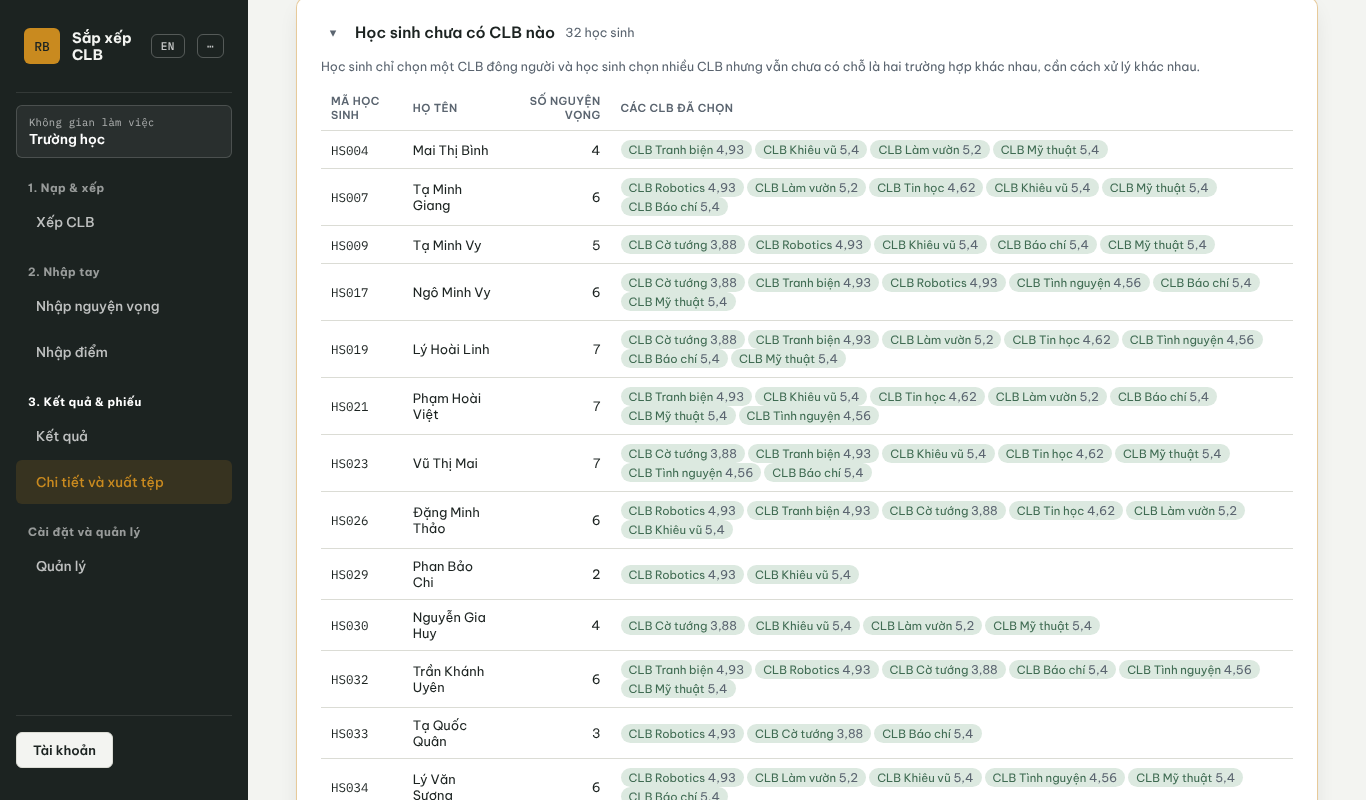 RB
Sắp xếp
CLB
EN
…
Không gian làm việc
Trường học
1. Nạp & xếp
Xếp CLB
2. Nhập tay
Nhập nguyện vọng
Nhập điểm
3. Kết quả & phiếu
Kết quả
Chi tiết và xuất tệp
Cài đặt và quản lý
Quản lý
Tài khoản
▼ Học sinh chưa có CLB nào 32 học sinh
Học sinh chỉ chọn một CLB đông người và học sinh chọn nhiều CLB nhưng vẫn chưa có chỗ là hai trường hợp khác nhau, cần cách xử lý khác nhau.
MÃ HỌC
SINH
HỌ TÊN
SỐ NGUYỆN
VỌNG
CÁC CLB ĐÃ CHỌN
HS004 Mai Thị Bình 4 CLB Tranh biện 4,93 CLB Khiêu vũ 5,4 CLB Làm vườn 5,2 CLB Mỹ thuật 5,4
HS007
Tạ Minh
Giang
6
CLB Robotics 4,93 CLB Làm vườn 5,2 CLB Tin học 4,62 CLB Khiêu vũ 5,4 CLB Mỹ thuật 5,4
CLB Báo chí 5,4
HS009 Tạ Minh Vy 5 CLB Cờ tướng 3,88 CLB Robotics 4,93 CLB Khiêu vũ 5,4 CLB Báo chí 5,4 CLB Mỹ thuật 5,4
HS017 Ngô Minh Vy 6
CLB Cờ tướng 3,88 CLB Tranh biện 4,93 CLB Robotics 4,93 CLB Tình nguyện 4,56 CLB Báo chí 5,4
CLB Mỹ thuật 5,4
HS019 Lý Hoài Linh 7
CLB Cờ tướng 3,88 CLB Tranh biện 4,93 CLB Làm vườn 5,2 CLB Tin học 4,62 CLB Tình nguyện 4,56
CLB Báo chí 5,4 CLB Mỹ thuật 5,4
HS021
Phạm Hoài
Việt
7
CLB Tranh biện 4,93 CLB Khiêu vũ 5,4 CLB Tin học 4,62 CLB Làm vườn 5,2 CLB Báo chí 5,4
CLB Mỹ thuật 5,4 CLB Tình nguyện 4,56
HS023 Vũ Thị Mai 7
CLB Cờ tướng 3,88 CLB Tranh biện 4,93 CLB Khiêu vũ 5,4 CLB Tin học 4,62 CLB Mỹ thuật 5,4
CLB Tình nguyện 4,56 CLB Báo chí 5,4
HS026
Đặng Minh
Thảo
6
CLB Robotics 4,93 CLB Tranh biện 4,93 CLB Cờ tướng 3,88 CLB Tin học 4,62 CLB Làm vườn 5,2
CLB Khiêu vũ 5,4
HS029
Phan Bảo
Chi
2
CLB Robotics 4,93 CLB Khiêu vũ 5,4
HS030
Nguyễn Gia
Huy
4
CLB Cờ tướng 3,88 CLB Khiêu vũ 5,4 CLB Làm vườn 5,2 CLB Mỹ thuật 5,4
HS032
Trần Khánh
Uyên
6
CLB Tranh biện 4,93 CLB Robotics 4,93 CLB Cờ tướng 3,88 CLB Báo chí 5,4 CLB Tình nguyện 4,56
CLB Mỹ thuật 5,4
HS033
Tạ Quốc
Quân
3
CLB Robotics 4,93 CLB Cờ tướng 3,88 CLB Báo chí 5,4
HS034
Lý Văn
Sương
6
CLB Robotics 4,93 CLB Làm vườn 5,2 CLB Khiêu vũ 5,4 CLB Tình nguyện 4,56 CLB Mỹ thuật 5,4
CLB Báo chí 5,4